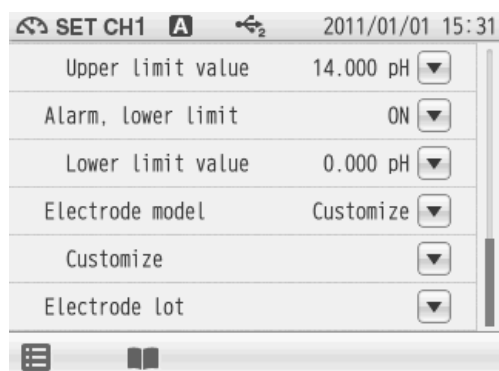 SET CH1 A 2 2011/01/01 15:31
Upper limit value 14.000 pH
Alarm, lower limit ON
Lower limit value 0.000 pH
Electrode model Customize
Customize
Electrode lot